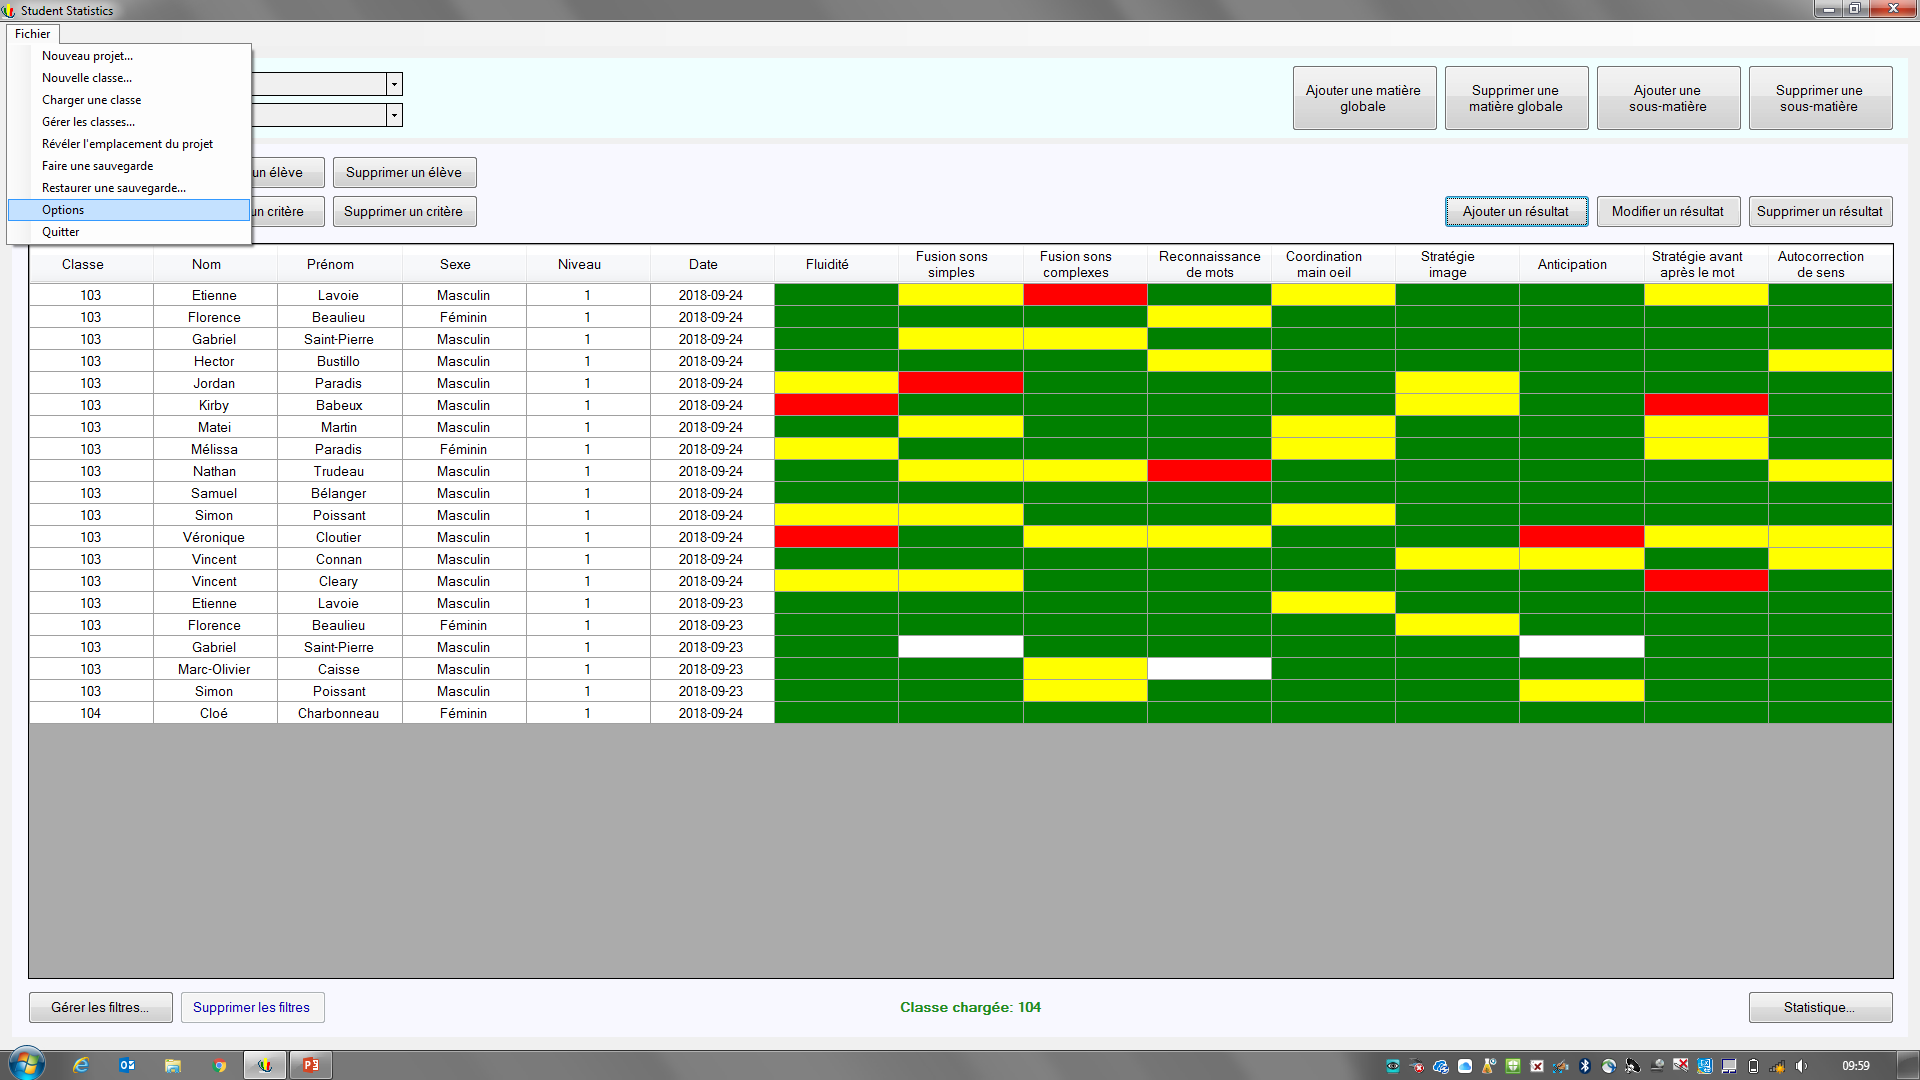 Student Statistics
Fichier
Nouveau projet...
Nouvelle classe...
Charger une classe
Gérer les classes...
Révéler l'emplacement du projet
Faire une sauvegarde
Restaurer une sauvegarde...
Options
Quitter
Ajouter une matière globale
Supprimer une matière globale
Ajouter une sous-matière
Supprimer une sous-matière
un élève
Supprimer un élève
un critère
Supprimer un critère
Ajouter un résultat
Modifier un résultat
Supprimer un résultat
Classe Nom Prénom Sexe Niveau Date Fluidité Fusion sons simples Fusion sons complexes Reconnaissance de mots Coordination main oeil Stratégie image Anticipation Stratégie avant après le mot Autocorrection de sens
103 Etienne Lavoie Masculin 1 2018-09-24
103 Florence Beaulieu Féminin 1 2018-09-24
103 Gabriel Saint-Pierre Masculin 1 2018-09-24
103 Hector Bustillo Masculin 1 2018-09-24
103 Jordan Paradis Masculin 1 2018-09-24
103 Kirby Babeux Masculin 1 2018-09-24
103 Matei Martin Masculin 1 2018-09-24
103 Mélissa Paradis Féminin 1 2018-09-24
103 Nathan Trudeau Masculin 1 2018-09-24
103 Samuel Bélanger Masculin 1 2018-09-24
103 Simon Poissant Masculin 1 2018-09-24
103 Véronique Cloutier Masculin 1 2018-09-24
103 Vincent Connan Masculin 1 2018-09-24
103 Vincent Cleary Masculin 1 2018-09-24
103 Etienne Lavoie Masculin 1 2018-09-23
103 Florence Beaulieu Féminin 1 2018-09-23
103 Gabriel Saint-Pierre Masculin 1 2018-09-23
103 Marc-Olivier Caisse Masculin 1 2018-09-23
103 Simon Poissant Masculin 1 2018-09-23
104 Cloé Charbonneau Féminin 1 2018-09-24
Gérer les filtres...
Supprimer les filtres
Classe chargée: 104
Statistique...
09:59